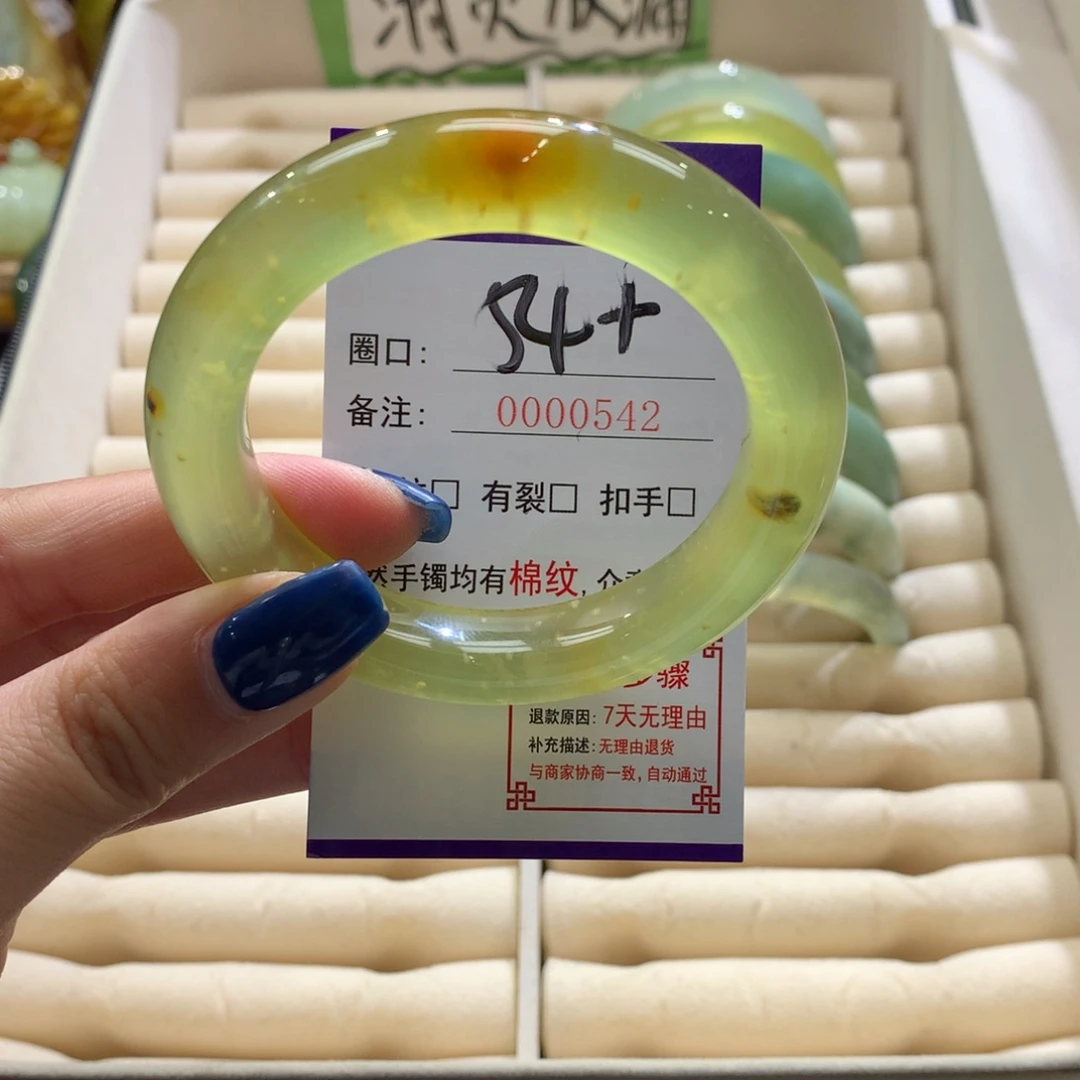 圈口: 54+
备注: 0000542
有裂□ 扣手□
然手镯均有棉纹,
骤
退款原因: 7天无理由
补充描述: 无理由退货
与商家协商一致, 自动通过